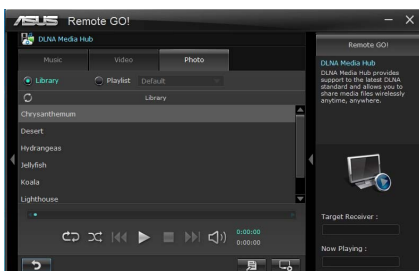 ASUS Remote GO!
DLNA Media Hub
Music Video Photo
Library Playlist Default
Library
Chrysanthemum
Desert
Hydrangeas
Jellyfish
Koala
Lighthouse
0:00:00
0:00:00
Remote GO!
DLNA Media Hub
DLNA Media Hub provides
support to the latest DLNA
standard and allows you to
share media files wirelessly
anytime, anywhere.
Target Receiver :
Now Playing :